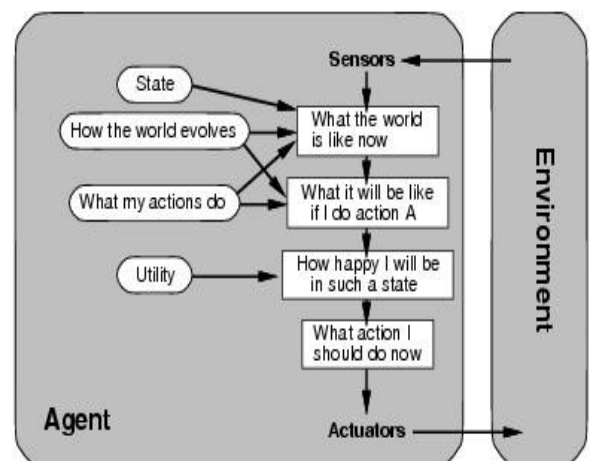 Sensors
State
What the world
is like now
How the world evolves
What my actions do
What it will be like
if I do action A
Utility
How happy I will be
in such a state
What action I
should do now
Agent
Actuators
Environment